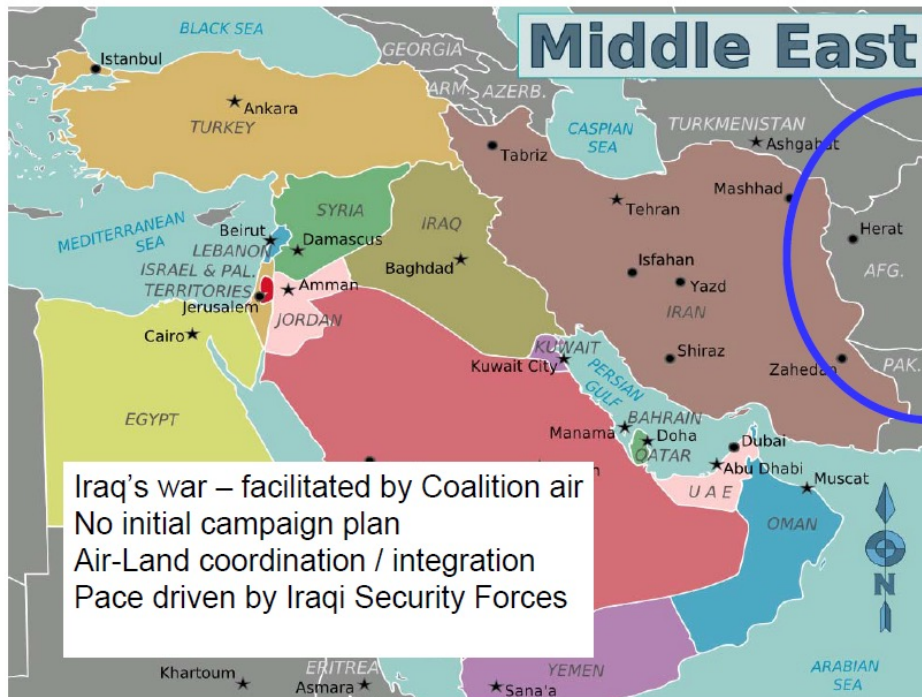 Middle East
BLACK SEA
Istanbul
GEORGIA
ARM.
AZERB.
Ankara
TURKEY
CASPIAN
SEA
TURKMENISTAN
Ashgabat
Tabriz
Mashhad
Tehran
MEDITERRANEAN
SEA
Beirut
SYRIA
IRAQ
LEBANON
Damascus
Herat
Baghdad
Isfahan
AFG.
ISRAEL & PAL.
TERRITORIES
Amman
Yazd
Jerusalem
JORDAN
IRAN
Cairo
KUWAIT
Kuwait City
Shiraz
Zahedan
PAK.
PERSIAN
GULF
EGYPT
BAHRAIN
Manama
Doha
Dubai
QATAR
Abu Dhabi
U A E
Muscat
OMAN
Iraq's war – facilitated by Coalition air
No initial campaign plan
Air-Land coordination / integration
Pace driven by Iraqi Security Forces
N
Khartoum
ERITREA
Asmara
YEMEN
Sana'a
ARABIAN
SEA